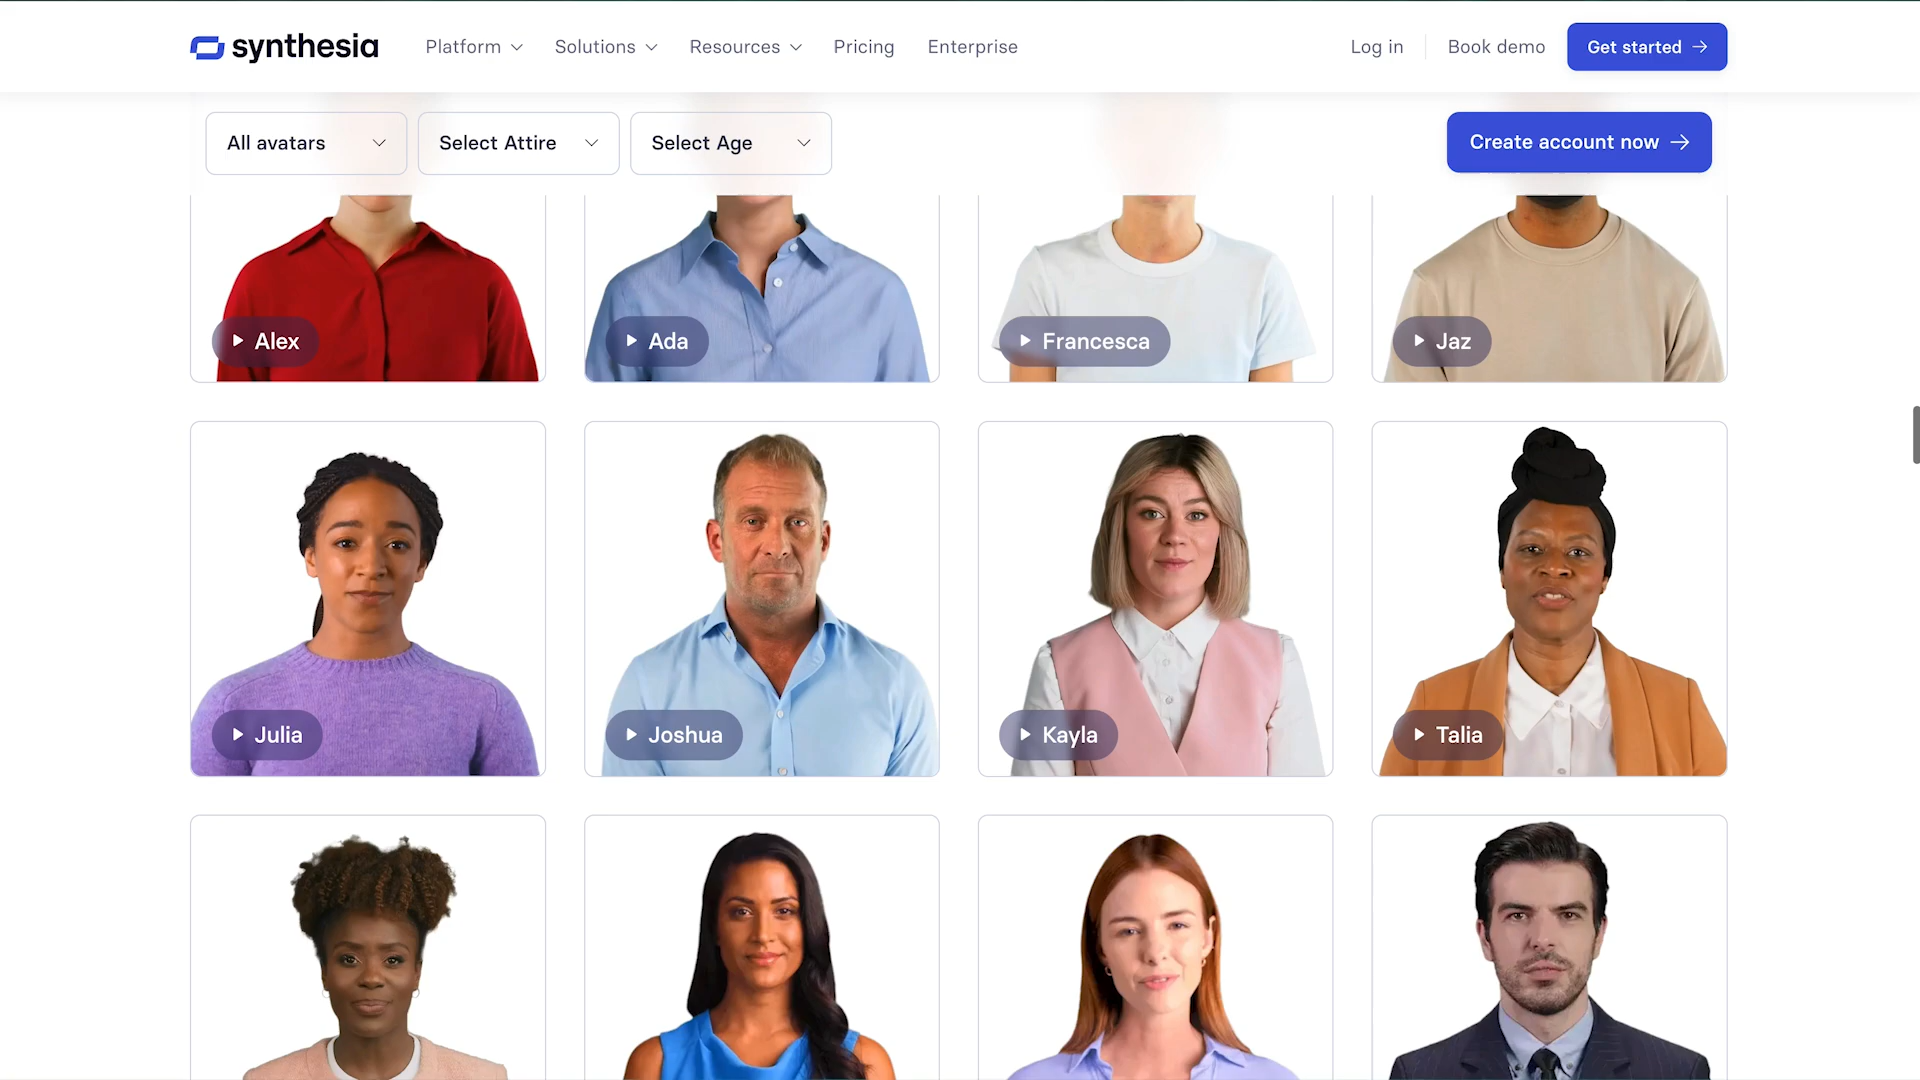 synthesia Platform Solutions Resources Pricing Enterprise Log in Book demo Get started
All avatars Select Attire Select Age Create account now
Alex Ada Francesca Jaz
Julia Joshua Kayla Talia